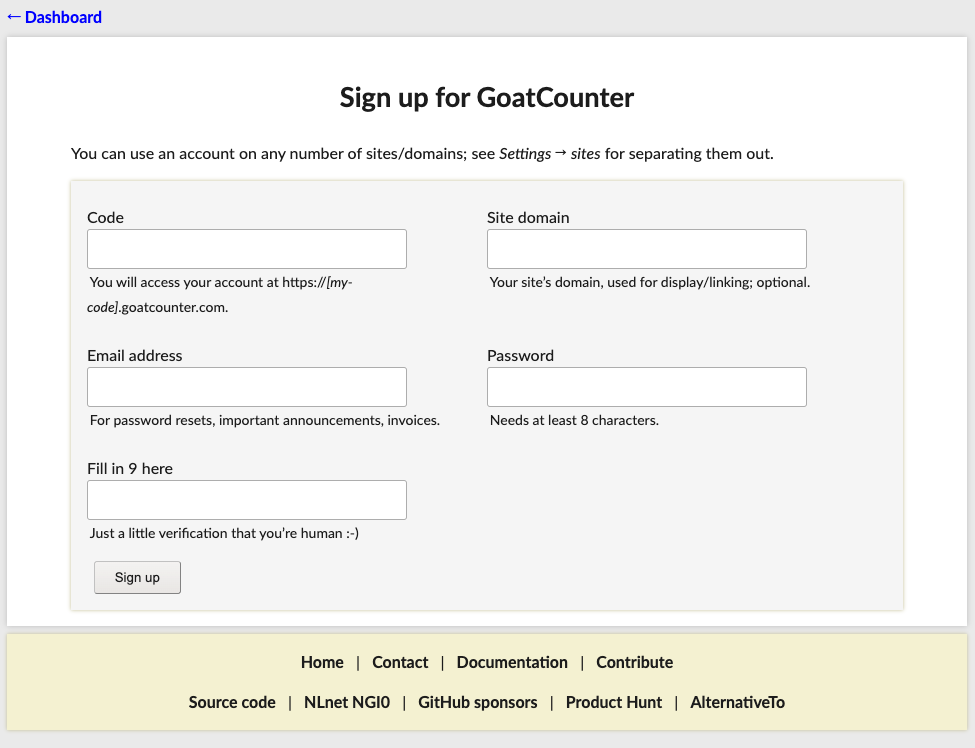 ← Dashboard
Sign up for GoatCounter
You can use an account on any number of sites/domains; see Settings → sites for separating them out.
Code
Site domain
You will access your account at https://[my-
code].goatcounter.com.
Your site's domain, used for display/linking; optional.
Email address
Password
For password resets, important announcements, invoices.
Needs at least 8 characters.
Fill in 9 here
Just a little verification that you're human :-)
Sign up
Home | Contact | Documentation | Contribute
Source code | NLnet NGI0 | GitHub sponsors | Product Hunt | AlternativeTo